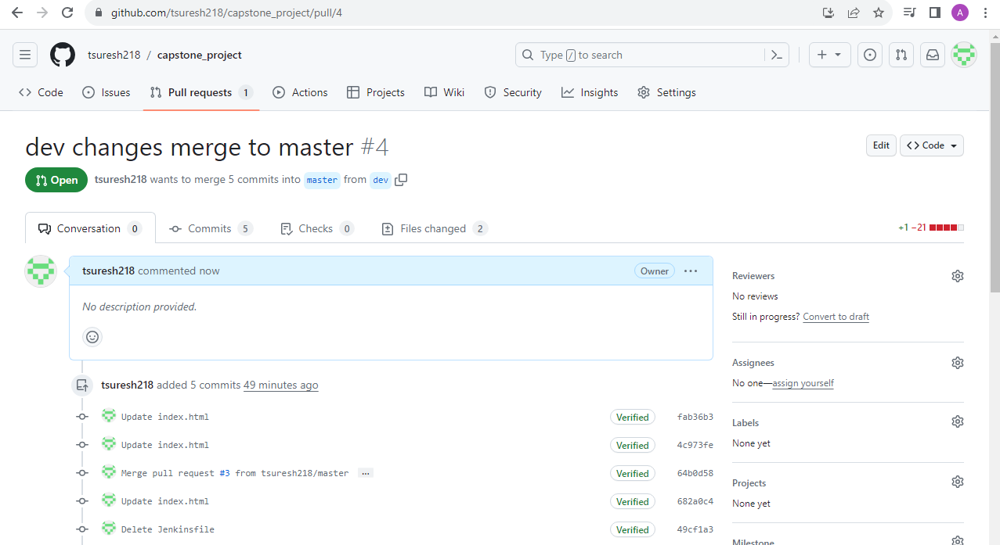 github.com/tsuresh218/capstone_project/pull/4
A
tsuresh218 / capstone_project
Type / to search
Code
Issues
Pull requests 1
Actions
Projects
Wiki
Security
Insights
Settings
dev changes merge to master #4
Edit
Code
Open
tsuresh218 wants to merge 5 commits into master from dev
Conversation 0
Commits 5
Checks 0
Files changed 2
+1 −21
tsuresh218 commented now
Owner
No description provided.
tsuresh218 added 5 commits 49 minutes ago
Update index.html Verified fab36b3
Update index.html Verified 4c973fe
Merge pull request #3 from tsuresh218/master … Verified 64b0d58
Update index.html Verified 682a0c4
Delete Jenkinsfile Verified 49cf1a3
Reviewers
No reviews
Still in progress? Convert to draft
Assignees
No one—assign yourself
Labels
None yet
Projects
None yet
Milestone